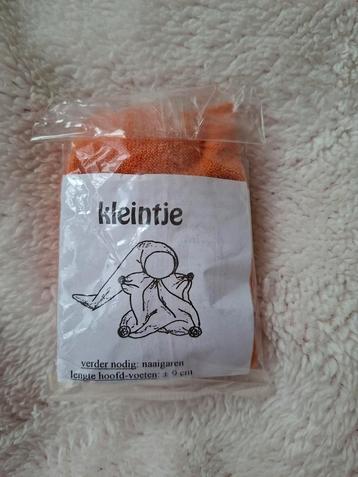 kleintje
verder nodig: naaigaren
lengte hoofd-voeten: ± 9 cm